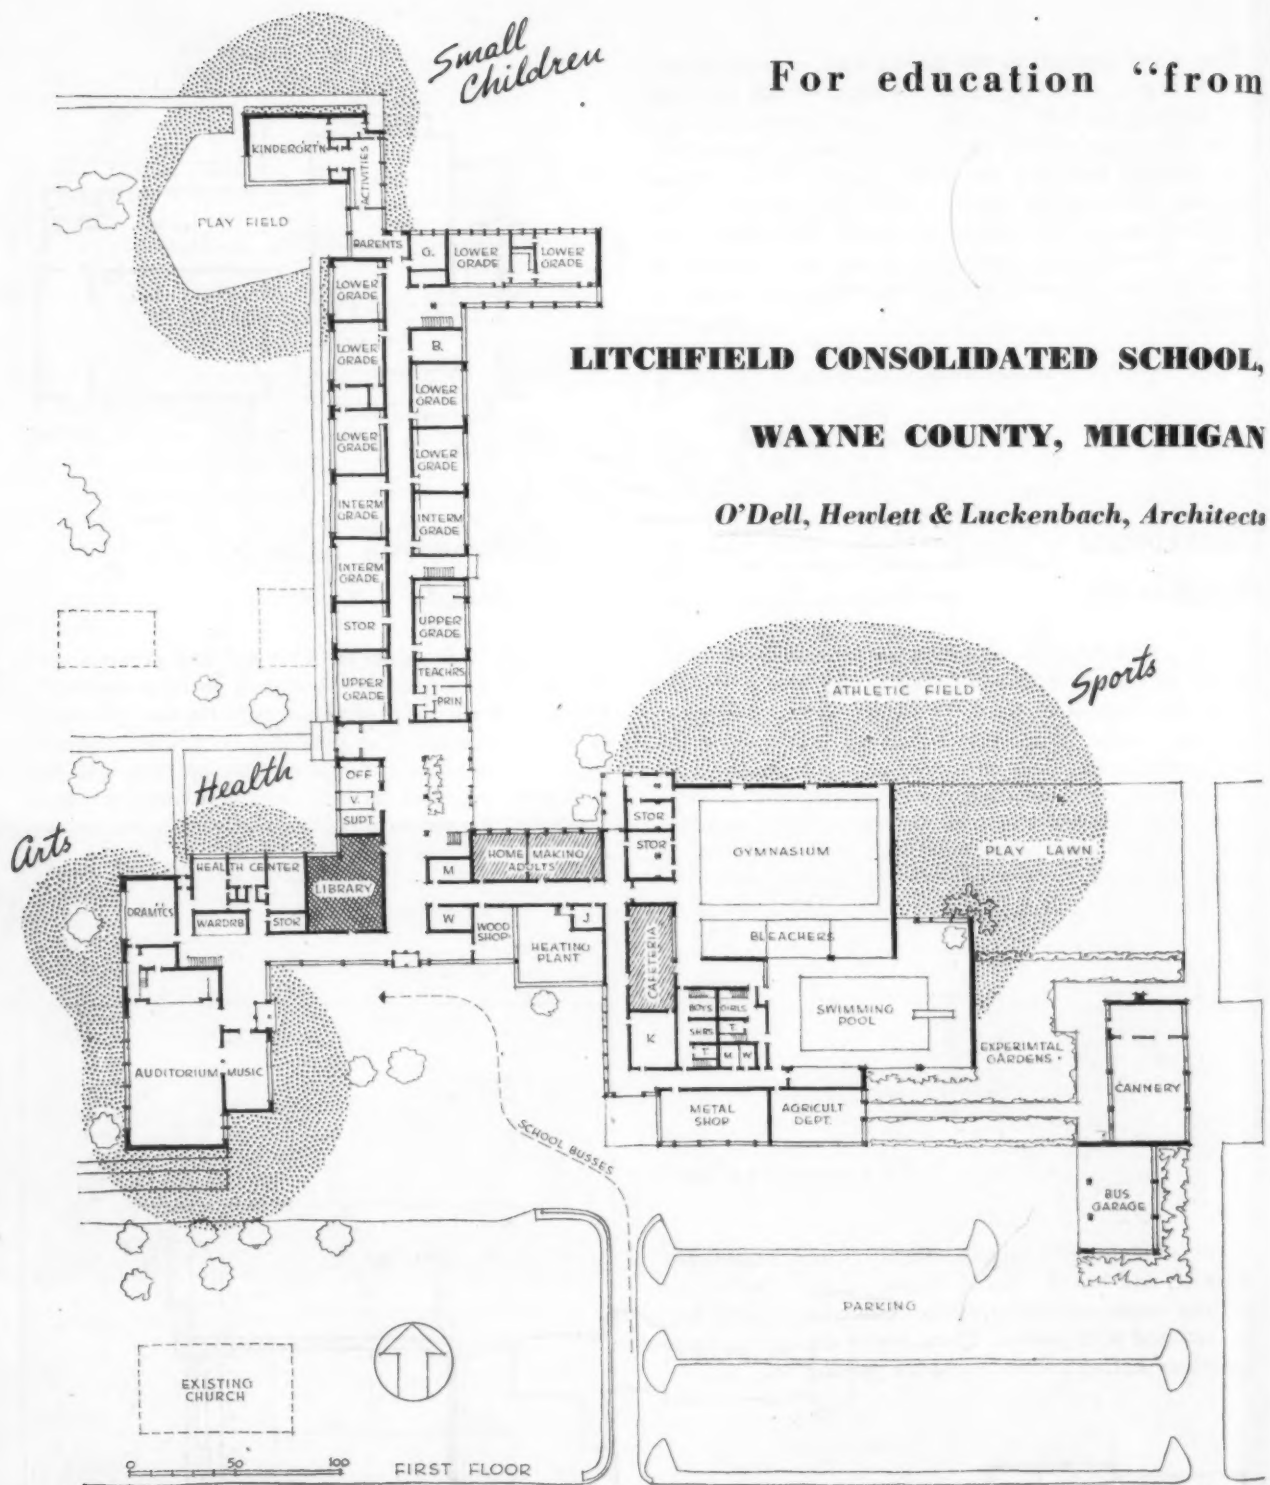 Small
Children
For education “from
KINDERGRT'N
ACTIVITIES
PLAY FIELD
PARENTS
G.
LOWER
GRADE
LOWER
GRADE
LOWER
GRADE
B.
LOWER
GRADE
LOWER
GRADE
LOWER
GRADE
LOWER
GRADE
INTERM
GRADE
INTERM
GRADE
INTERM
GRADE
STOR
UPPER
GRADE
UPPER
GRADE
TEACH'RS
PRIN
LITCHFIELD CONSOLIDATED SCHOOL,
WAYNE COUNTY, MICHIGAN
O'Dell, Hewlett & Luckenbach, Architects
Sports
ATHLETIC FIELD
Health
OFF
V.
SUPT.
Arts
HEALTH CENTER
LIBRARY
DRAMTCS
WARDRB
STOR
M
W
HOME MAKING
ADULTS
WOOD
SHOP
J
HEATING
PLANT
STOR
STOR
GYMNASIUM
PLAY LAWN
BLEACHERS
CAFETERIA
SWIMMING
POOL
BOYS
GIRLS
SHRS
T.
T.
M
W
K
EXPERIMTAL
GARDENS
CANNERY
AUDITORIUM
MUSIC
METAL
SHOP
AGRICULT
DEPT.
SCHOOL BUSSES
BUS
GARAGE
PARKING
EXISTING
CHURCH
0 50 100
FIRST FLOOR